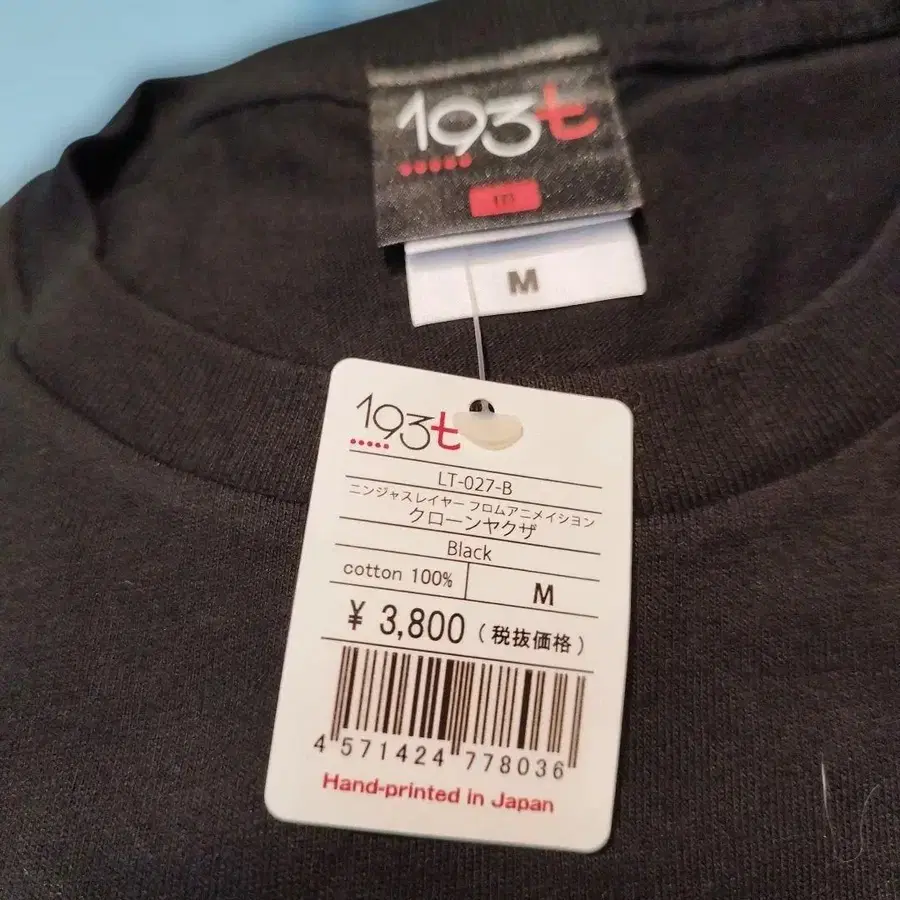 193t
M
193t
LT-027-B
ニンジャスレイヤー フロムアニメイシヨン
クローンヤクザ
Black
cotton 100%
M
¥ 3,800 (税抜価格)
4 571424 778036
Hand-printed in Japan